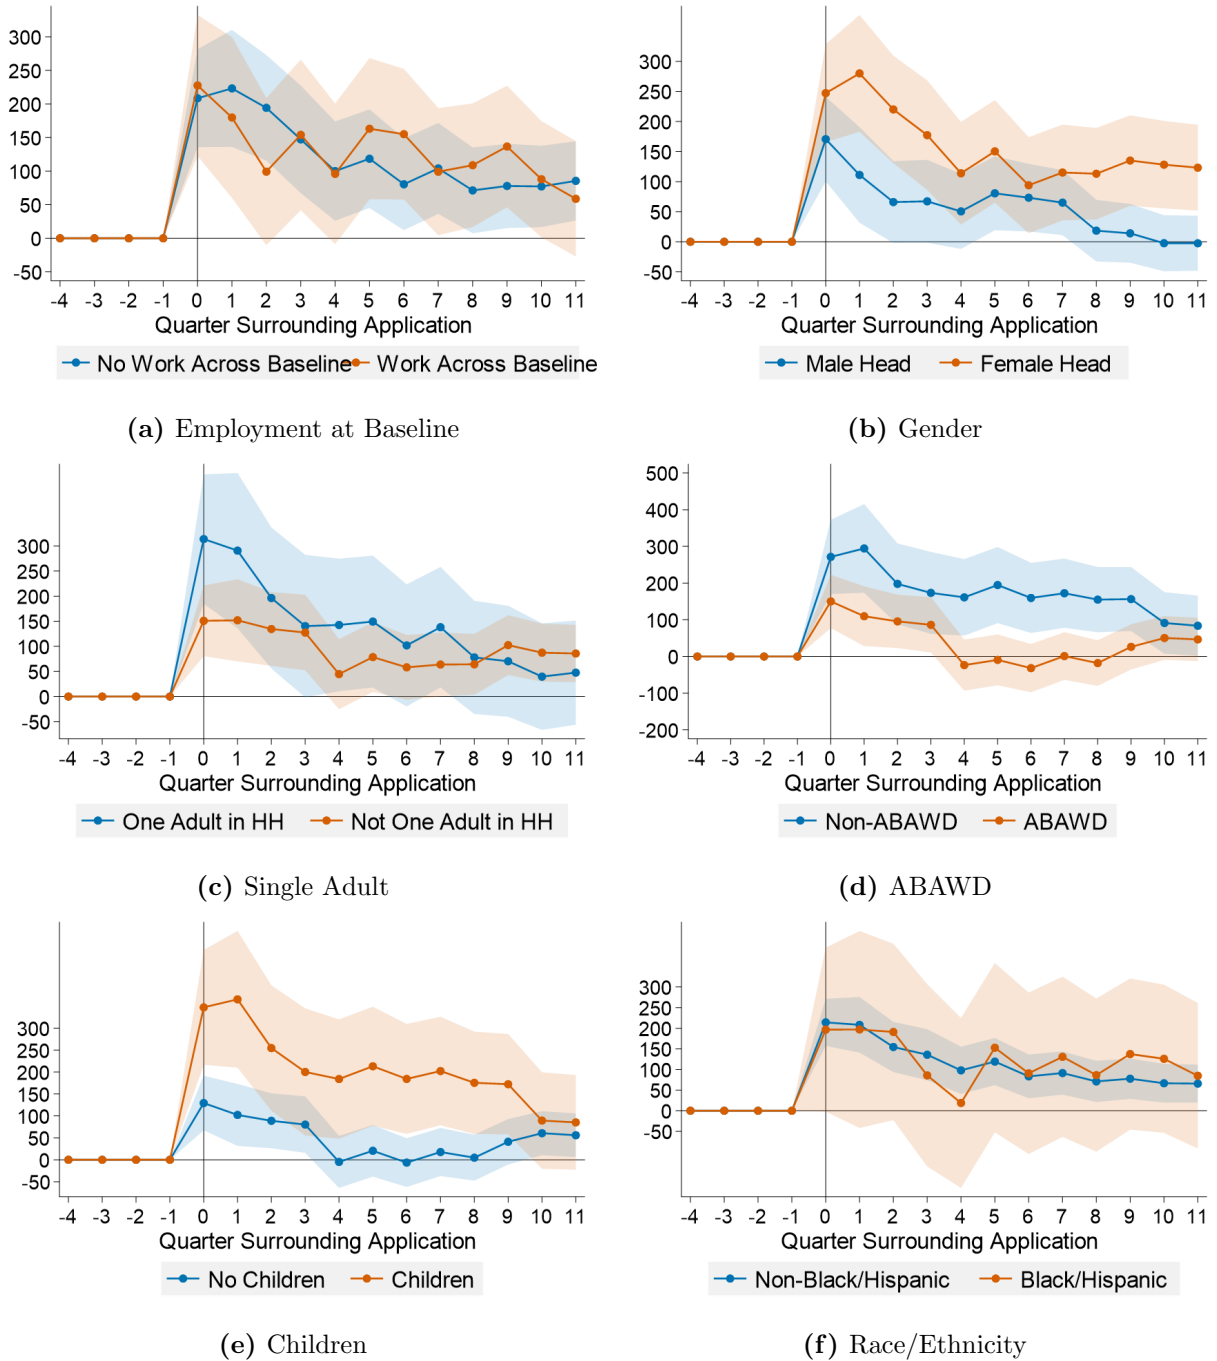 300
250
200
150
100
50
0
-50
-4 -3 -2 -1 0 1 2 3 4 5 6 7 8 9 10 11
Quarter Surrounding Application
No Work Across Baseline Work Across Baseline
(a) Employment at Baseline
300
250
200
150
100
50
0
-50
-4 -3 -2 -1 0 1 2 3 4 5 6 7 8 9 10 11
Quarter Surrounding Application
Male Head Female Head
(b) Gender
300
250
200
150
100
50
0
-50
-4 -3 -2 -1 0 1 2 3 4 5 6 7 8 9 10 11
Quarter Surrounding Application
One Adult in HH Not One Adult in HH
(c) Single Adult
500
400
300
200
100
0
-100
-200
-4 -3 -2 -1 0 1 2 3 4 5 6 7 8 9 10 11
Quarter Surrounding Application
Non-ABAWD ABAWD
(d) ABAWD
300
250
200
150
100
50
0
-50
-4 -3 -2 -1 0 1 2 3 4 5 6 7 8 9 10 11
Quarter Surrounding Application
No Children Children
(e) Children
300
250
200
150
100
50
0
-50
-4 -3 -2 -1 0 1 2 3 4 5 6 7 8 9 10 11
Quarter Surrounding Application
Non-Black/Hispanic Black/Hispanic
(f) Race/Ethnicity